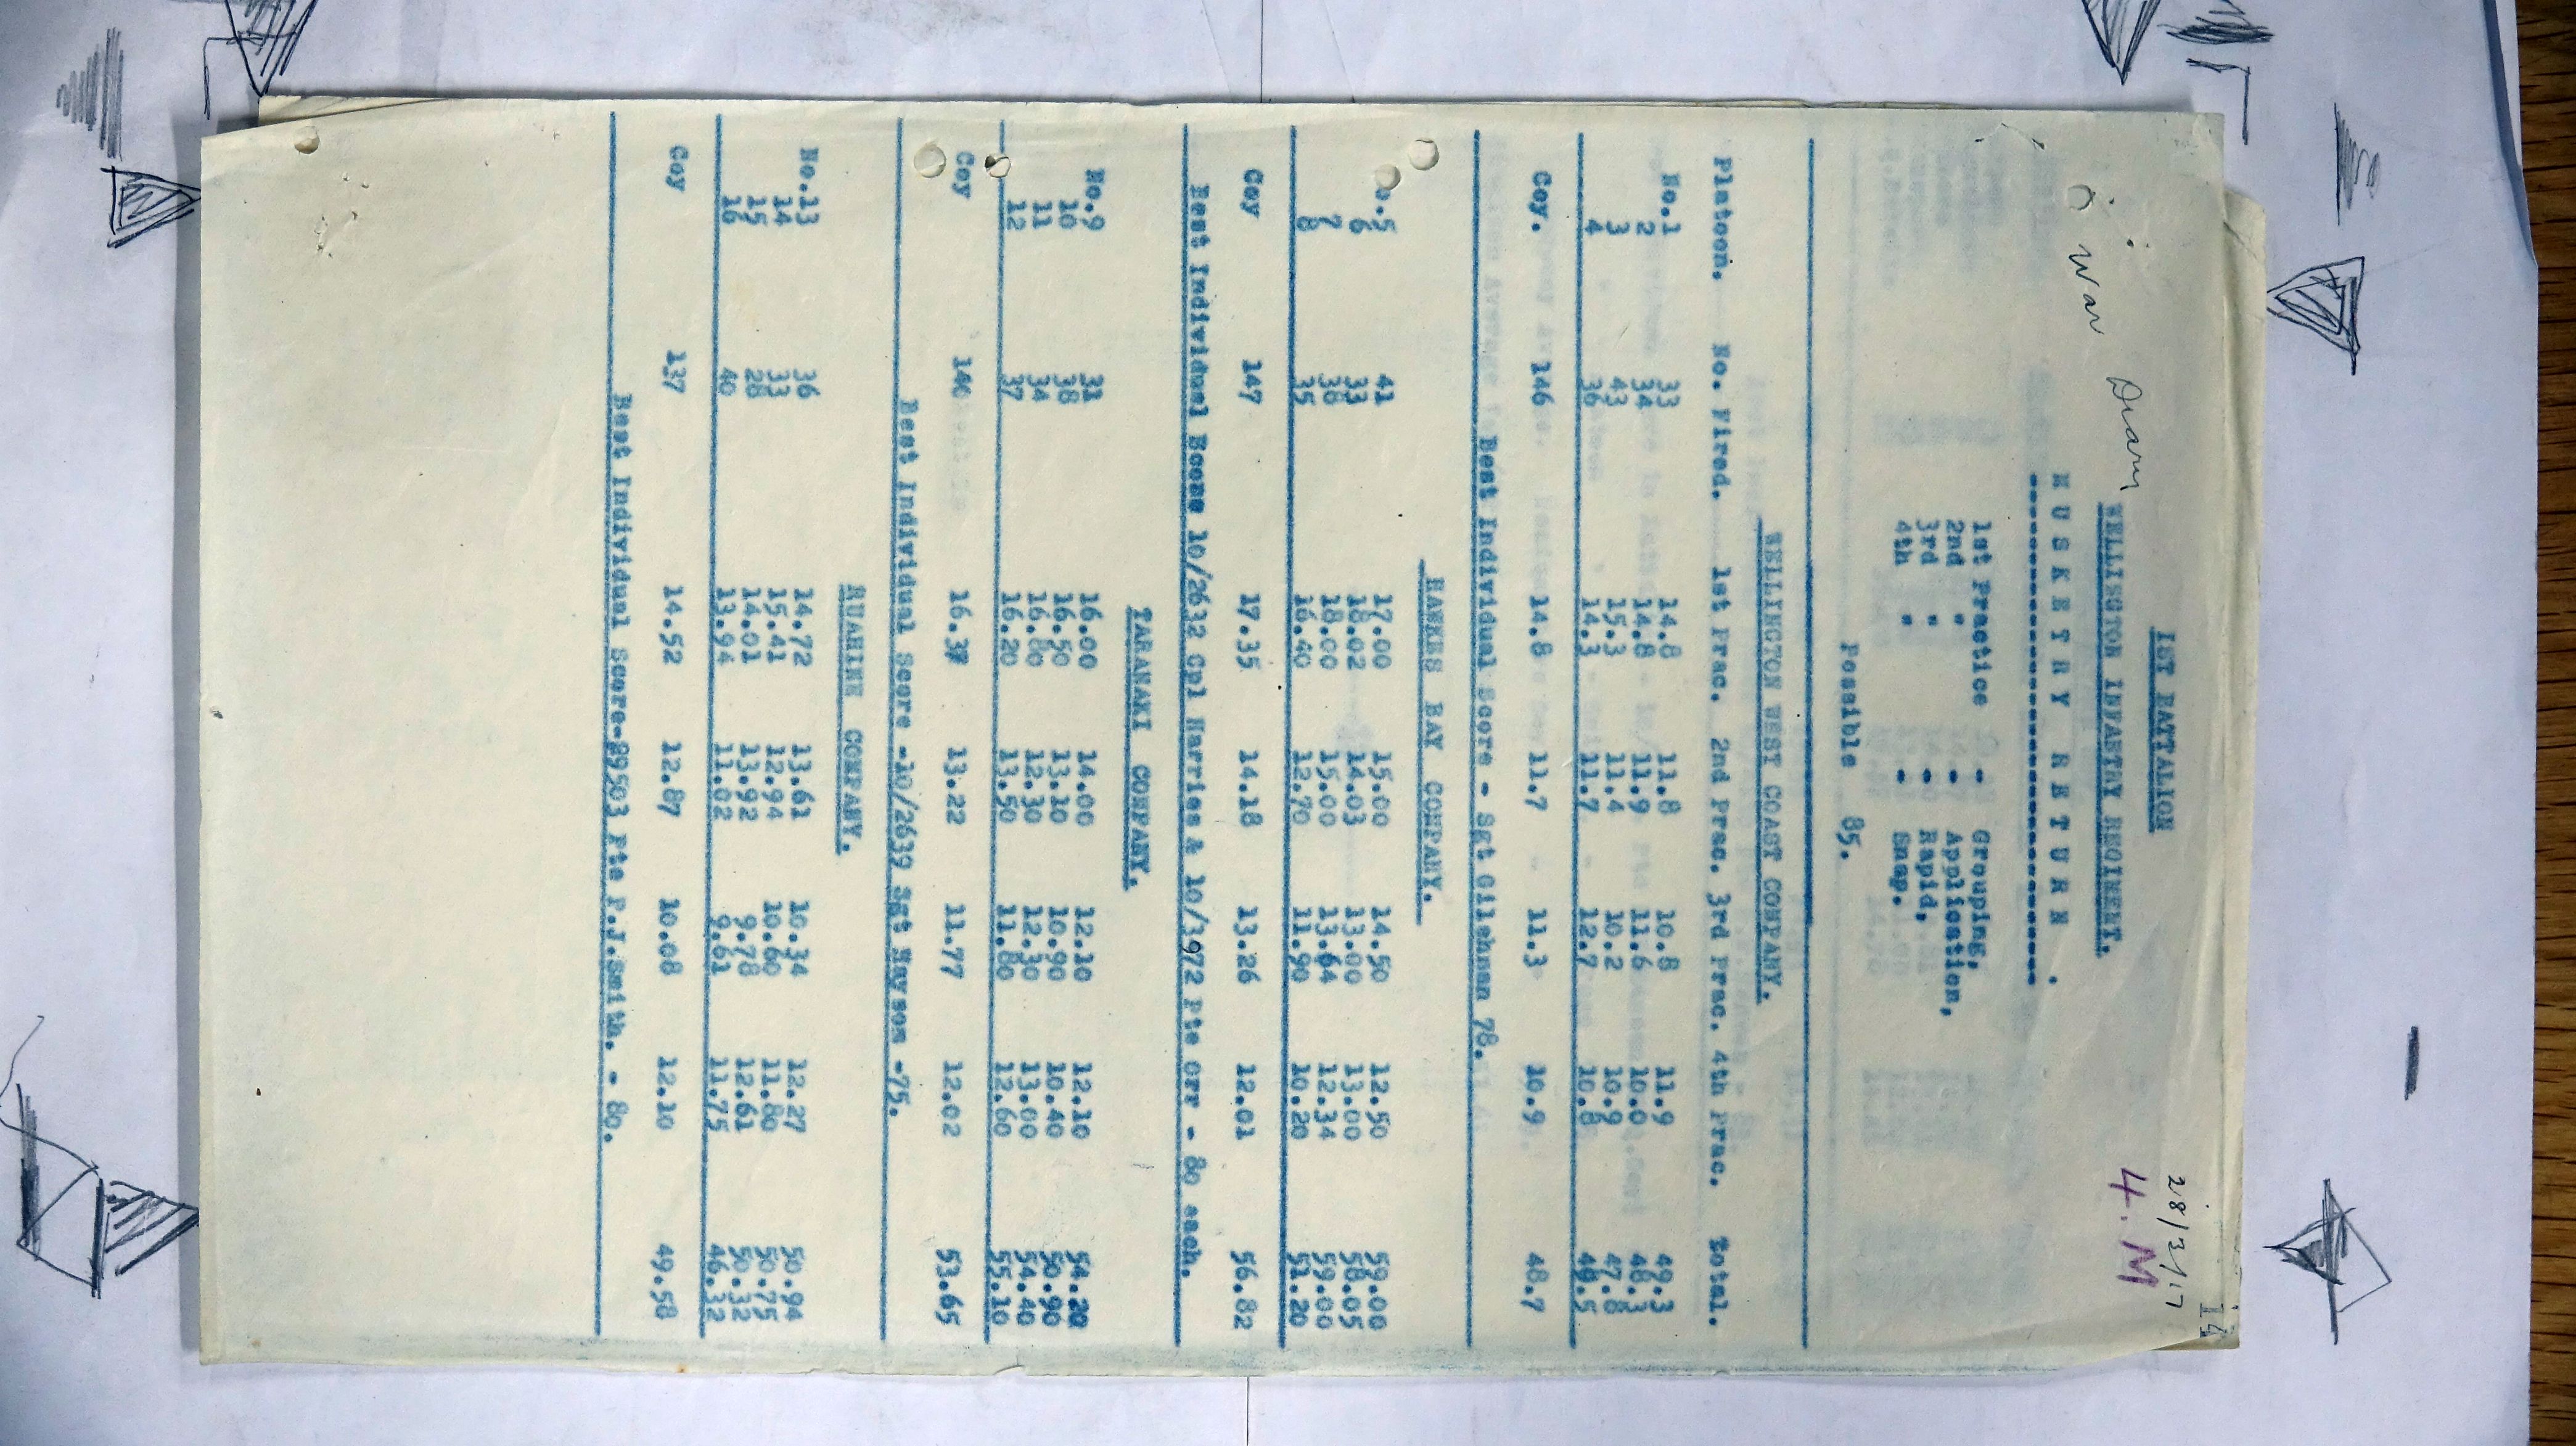 14
28/3/17
War Diary
4.M
1ST BATTALION
WELLINGTON INFANTRY REGIMENT.
M U S K E T R Y   R E T U R N .
1st Practice - Grouping,
2nd " - Application,
3rd " - Rapid,
4th " - Snap.
Possible 85.
WELLINGTON WEST COAST COMPANY.
Platoon. No. Fired. 1st Prac. 2nd Prac. 3rd Prac. 4th Prac. Total.
No.1 33 14.8 11.8 10.8 11.9 49.3
2 34 14.8 11.9 11.6 10.0 48.3
3 43 15.3 11.4 10.2 10.9 47.8
4 36 14.3 11.7 12.7 10.8 49.5
Coy. 146 14.8 11.7 11.3 10.9 48.7
Best Individual Score - Sgt Gilshnan 78.
HAWKES BAY COMPANY.
No.5 41 17.00 15.00 14.50 12.50 59.00
6 33 18.02 14.03 13.00 13.00 58.05
7 38 18.00 15.00 13.64 12.34 59.00
8 35 16.40 12.70 11.90 10.20 51.20
Coy 147 17.35 14.18 13.26 12.01 56.82
Best Individual Score 10/2632 Cpl Harries & 10/3972 Pte Orr - 80 each.
TARANAKI COMPANY.
No.9 31 16.00 14.00 12.10 12.10 54.20
10 38 16.50 13.10 10.90 10.40 50.90
11 34 16.80 12.30 12.30 13.00 54.40
12 37 16.20 13.50 11.80 12.60 55.10
Coy 140 16.37 13.22 11.77 12.02 53.65
Best Individual Score -10/2639 Sgt Mayson -75.
RUAHINE COMPANY.
No.13 36 14.72 13.61 10.34 12.27 50.94
14 33 15.41 12.94 10.60 11.80 50.75
15 28 14.01 13.92 9.78 12.61 50.32
16 40 13.94 11.02 9.61 11.75 46.32
Coy 137 14.52 12.87 10.08 12.10 49.58
Best Individual Score-89503 Pte P.J.Smith. - 80.